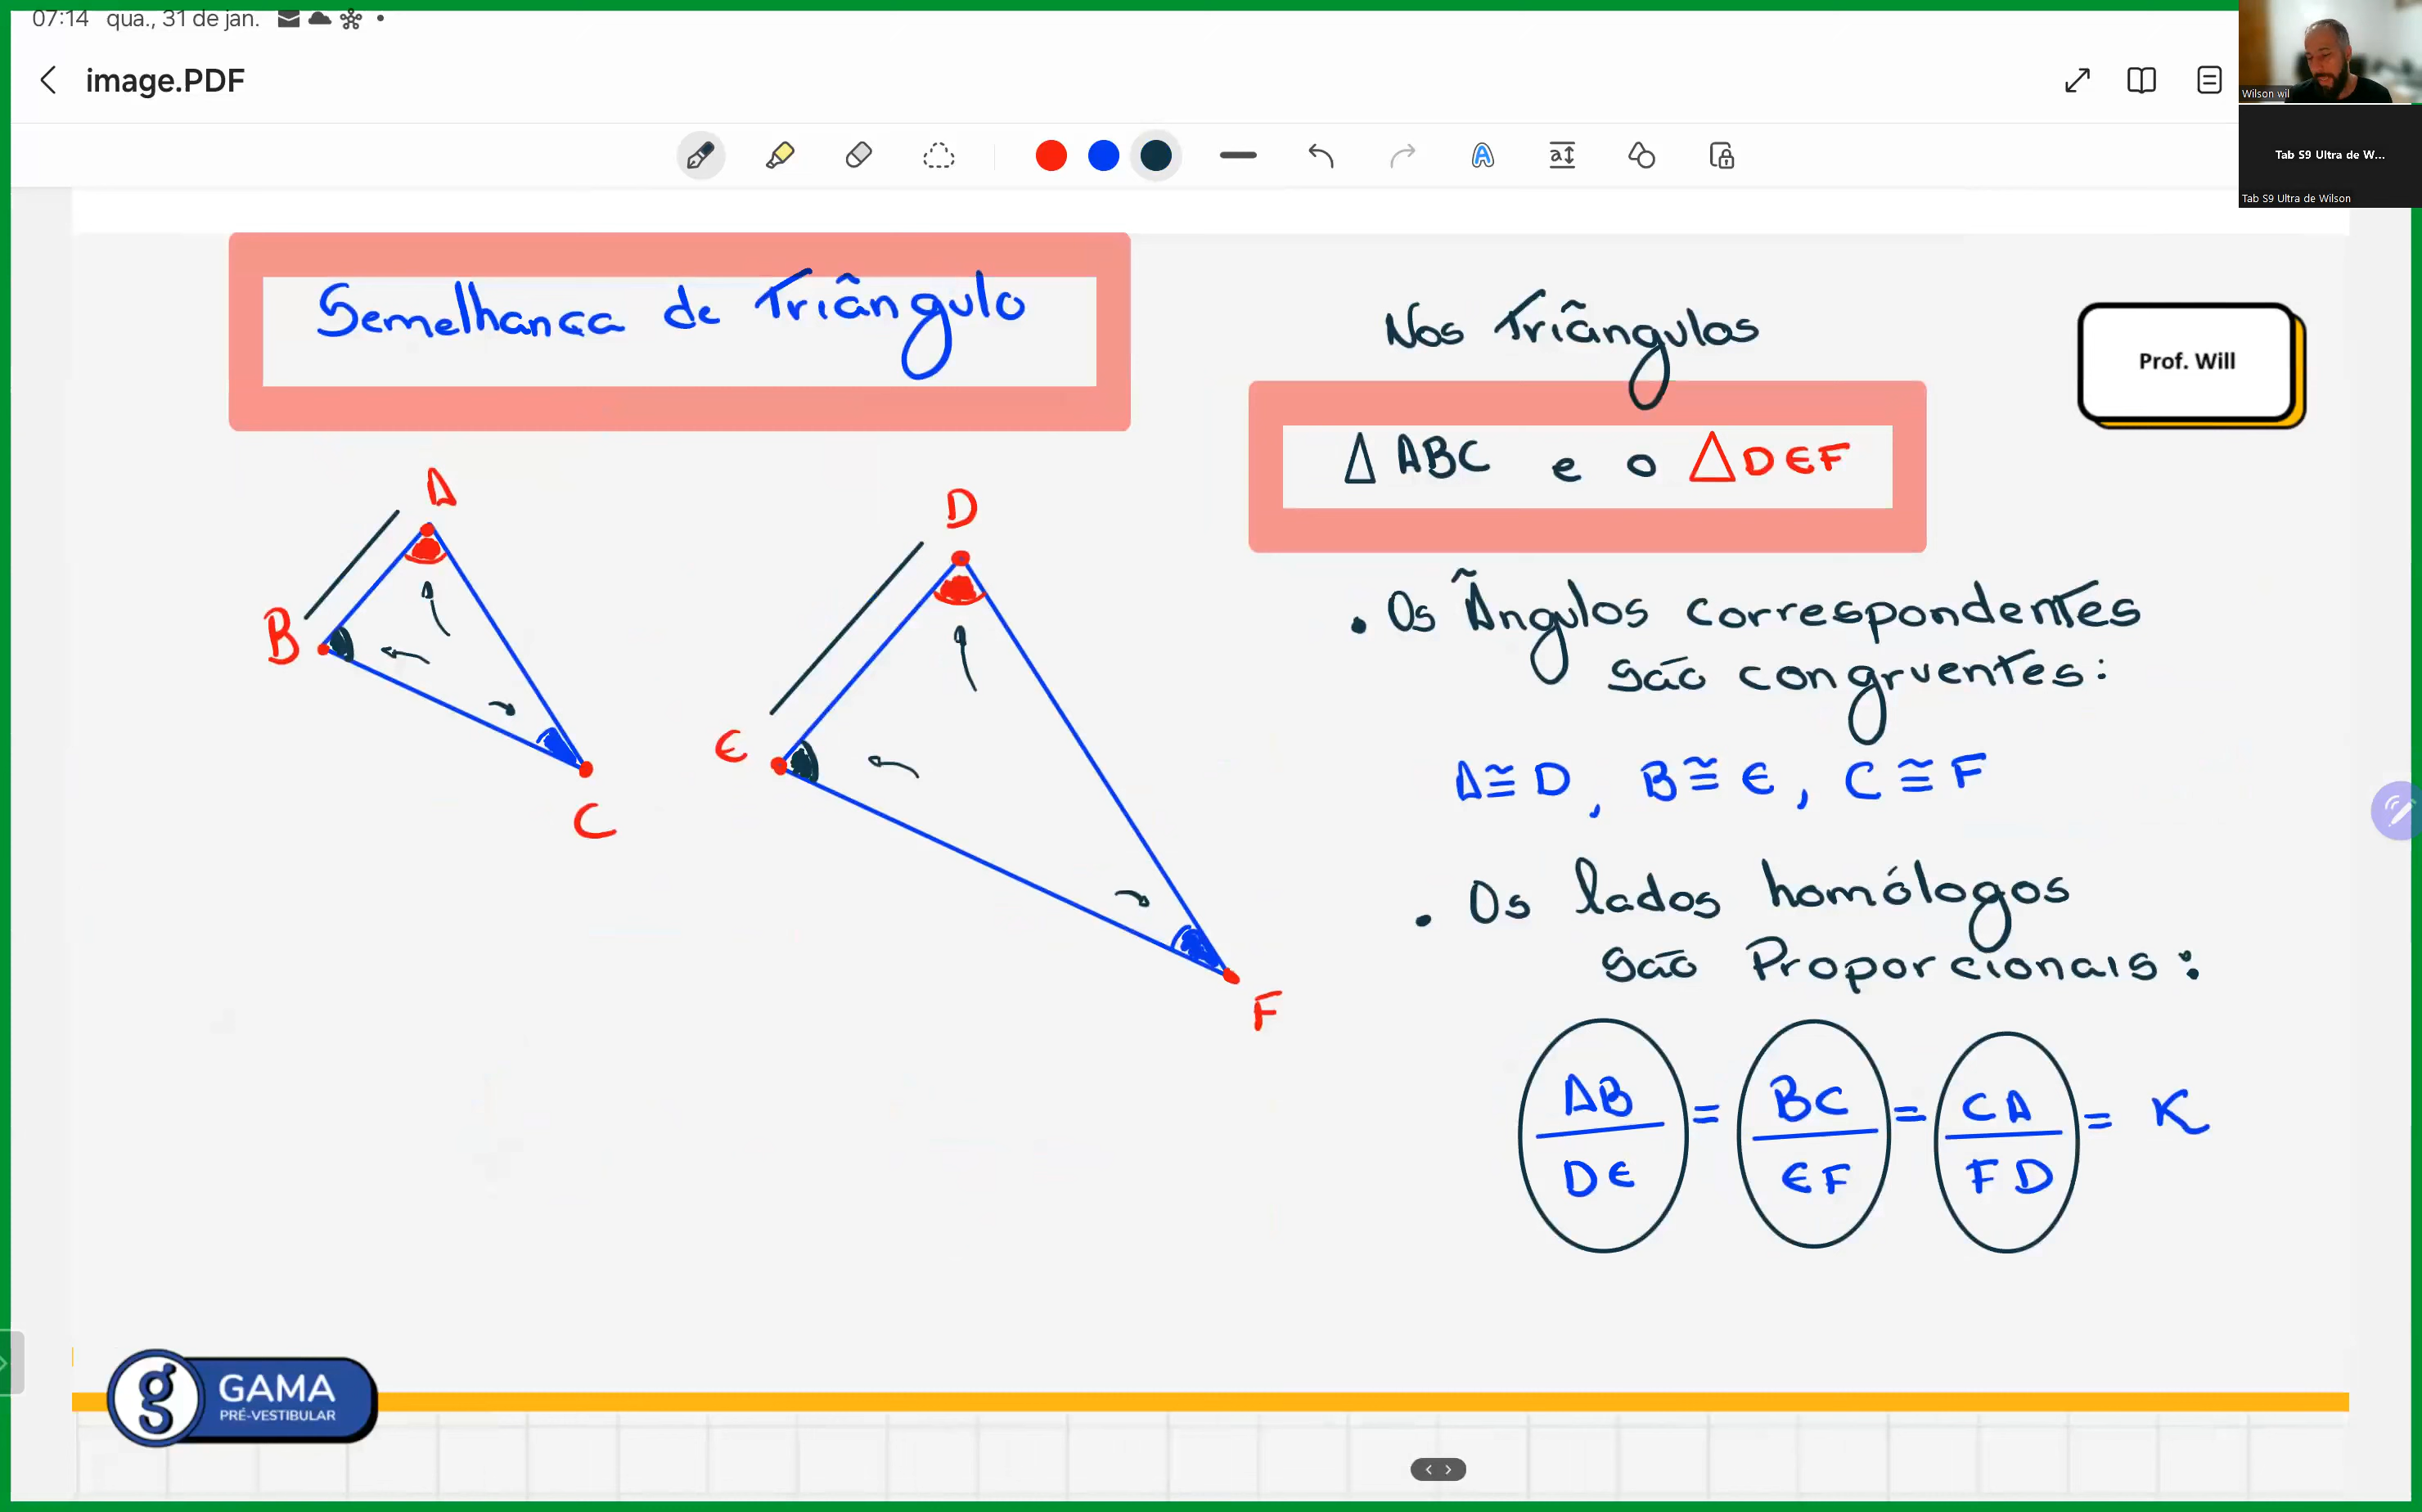 07:14 qua., 31 de jan.
image.PDF
Wilson wil
Tab S9 Ultra de W...
Tab S9 Ultra de Wilson
Semelhança de Triângulo
A
B
C
D
E
F
Nos Triângulos
Prof. Will
Δ ABC e o Δ DEF
• Os Ângulos correspondentes
são congruentes:
A ≅ D, B ≅ E, C ≅ F
• Os lados homólogos
são Proporcionais:
AB/DE = BC/EF = CA/FD = K
g GAMA
PRÉ-VESTIBULAR